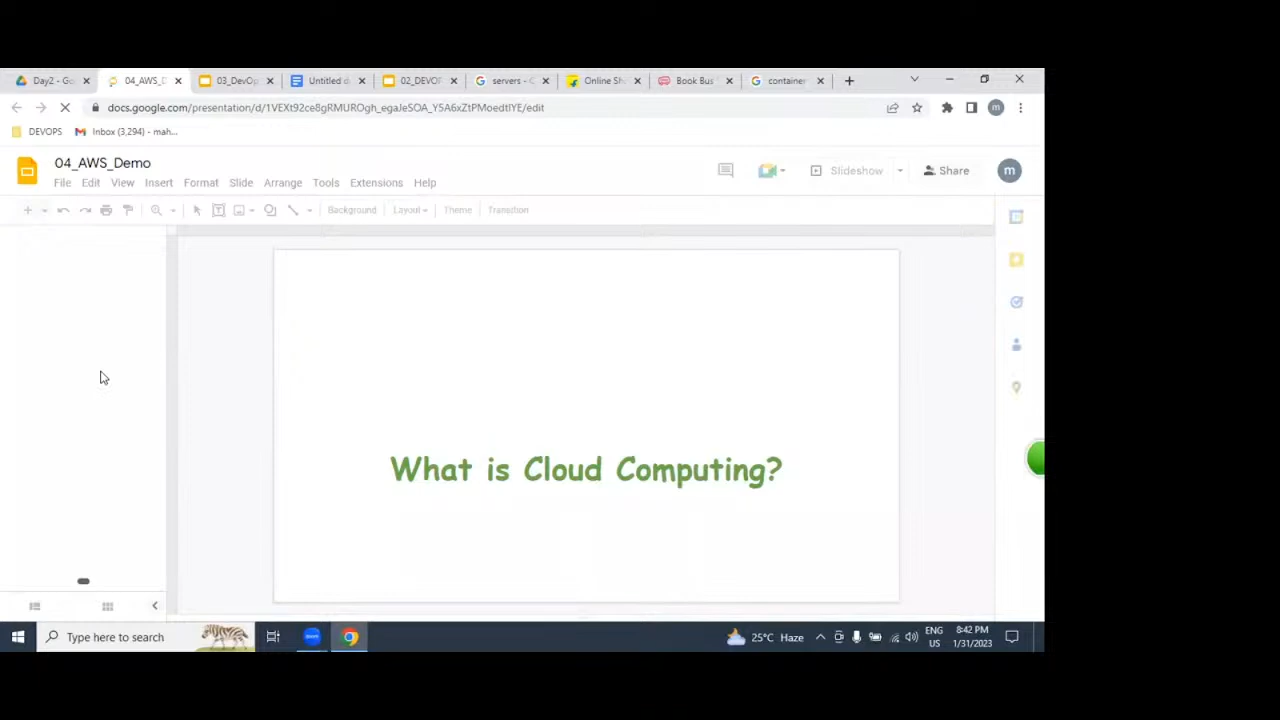 Day2 - Go
04_AWS_D
03_DevOp
Untitled d
02_DEVOP
servers - G
Online Sh
Book Bus
container
docs.google.com/presentation/d/1VEXt92ce8gRMUROgh_egaJeSOA_Y5A6xZtPMoedtIYE/edit
m
DEVOPS
Inbox (3,294) - mah...
04_AWS_Demo
Slideshow
Share
m
File Edit View Insert Format Slide Arrange Tools Extensions Help
Background Layout Theme Transition
What is Cloud Computing?
Type here to search
zoom
25°C Haze
ENG
US
8:42 PM
1/31/2023